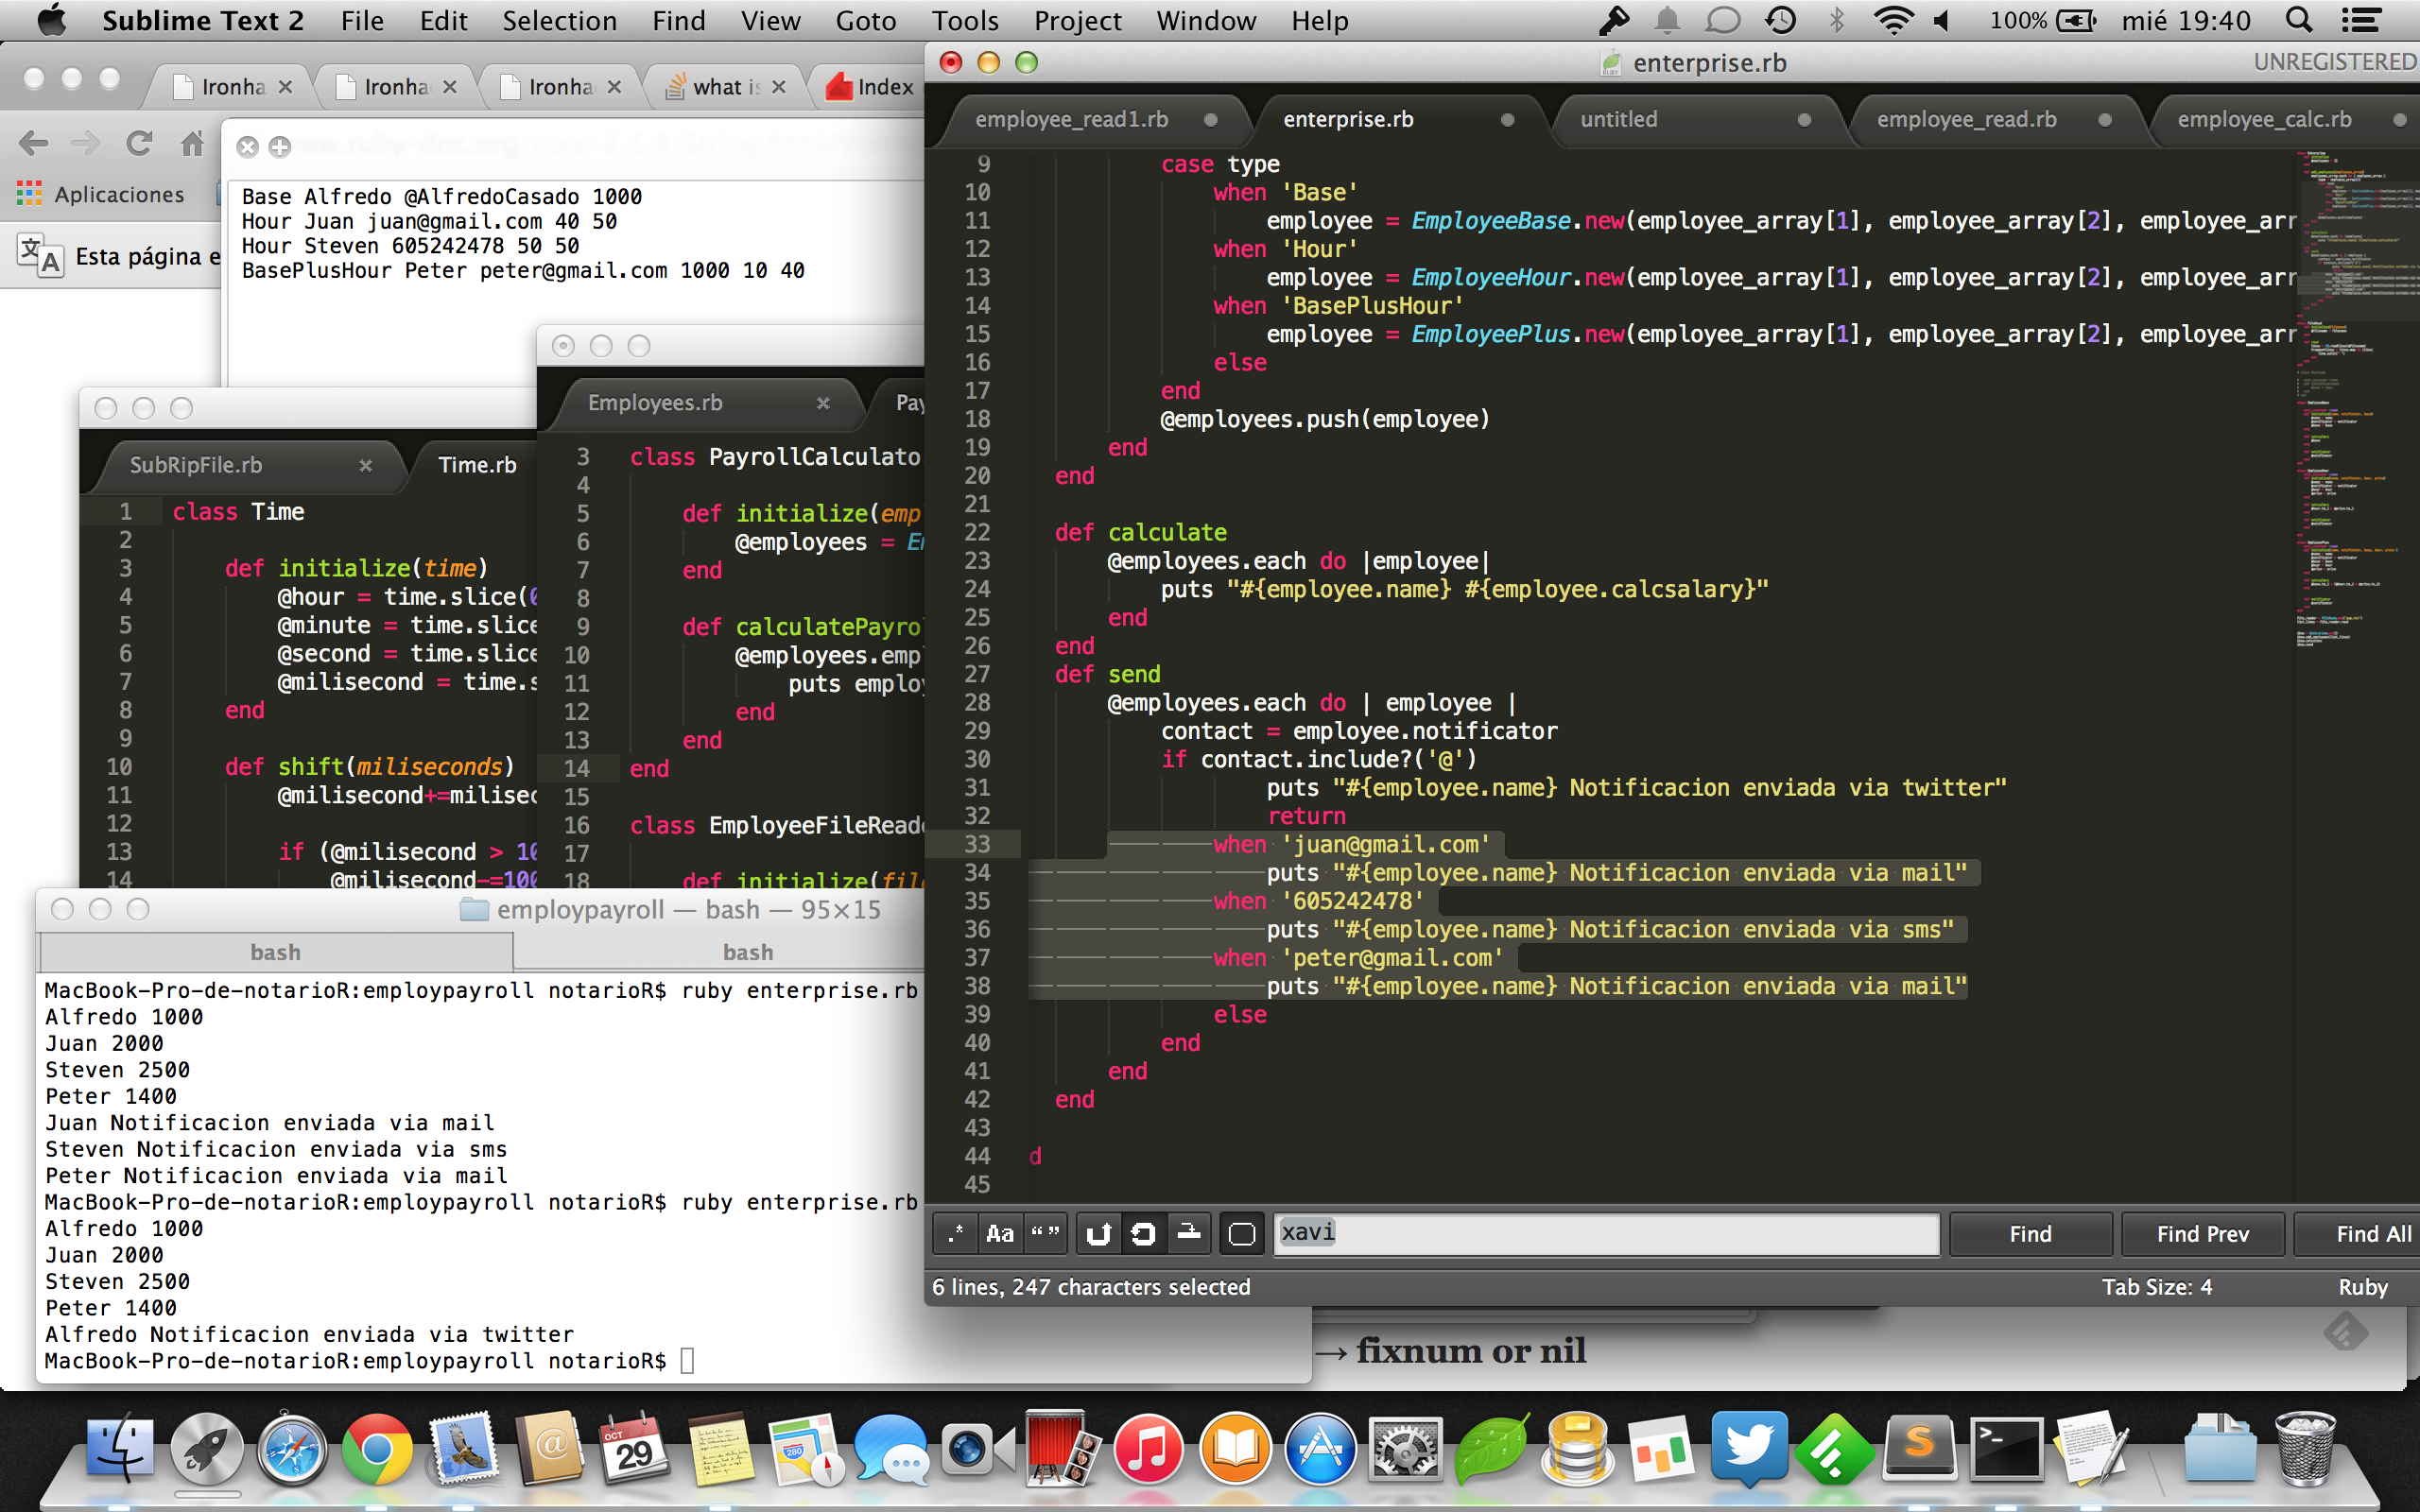 Sublime Text 2 File Edit Selection Find View Goto Tools Project Window Help 100% mié 19:40
Ironha Ironha Ironha what is Index
www.ruby-doc.org/core-2.1.4/String.html
Aplicaciones
Esta página e
Base Alfredo @AlfredoCasado 1000
Hour Juan juan@gmail.com 40 50
Hour Steven 605242478 50 50
BasePlusHour Peter peter@gmail.com 1000 10 40
SubRipFile.rb Time.rb
1 class Time
2
3 def initialize(time)
4 @hour = time.slice(0
5 @minute = time.slice
6 @second = time.slice
7 @milisecond = time.s
8 end
9
10 def shift(miliseconds)
11 @milisecond+=milisec
12
13 if (@milisecond > 10
14 @milisecond-=100
Employees.rb Pay
3 class PayrollCalculato
4
5 def initialize(emp
6 @employees = Em
7 end
8
9 def calculatePayrol
10 @employees.empl
11 puts employ
12 end
13 end
14 end
15
16 class EmployeeFileReade
17
18 def initialize(file
employpayroll — bash — 95×15
bash bash
MacBook-Pro-de-notarioR:employpayroll notarioR$ ruby enterprise.rb
Alfredo 1000
Juan 2000
Steven 2500
Peter 1400
Juan Notificacion enviada via mail
Steven Notificacion enviada via sms
Peter Notificacion enviada via mail
MacBook-Pro-de-notarioR:employpayroll notarioR$ ruby enterprise.rb
Alfredo 1000
Juan 2000
Steven 2500
Peter 1400
Alfredo Notificacion enviada via twitter
MacBook-Pro-de-notarioR:employpayroll notarioR$
enterprise.rb UNREGISTERED
employee_read1.rb enterprise.rb untitled employee_read.rb employee_calc.rb
9 case type
10 when 'Base'
11 employee = EmployeeBase.new(employee_array[1], employee_array[2], employee_arr
12 when 'Hour'
13 employee = EmployeeHour.new(employee_array[1], employee_array[2], employee_arr
14 when 'BasePlusHour'
15 employee = EmployeePlus.new(employee_array[1], employee_array[2], employee_arr
16 else
17 end
18 @employees.push(employee)
19 end
20 end
21
22 def calculate
23 @employees.each do |employee|
24 puts "#{employee.name} #{employee.calcsalary}"
25 end
26 end
27 def send
28 @employees.each do | employee |
29 contact = employee.notificator
30 if contact.include?('@')
31 puts "#{employee.name} Notificacion enviada via twitter"
32 return
33 when 'juan@gmail.com'
34 puts "#{employee.name} Notificacion enviada via mail"
35 when '605242478'
36 puts "#{employee.name} Notificacion enviada via sms"
37 when 'peter@gmail.com'
38 puts "#{employee.name} Notificacion enviada via mail"
39 else
40 end
41 end
42 end
43
44 d
45
.* Aa “ ” xavi Find Find Prev Find All
6 lines, 247 characters selected Tab Size: 4 Ruby
→ fixnum or nil
OCT
29
280